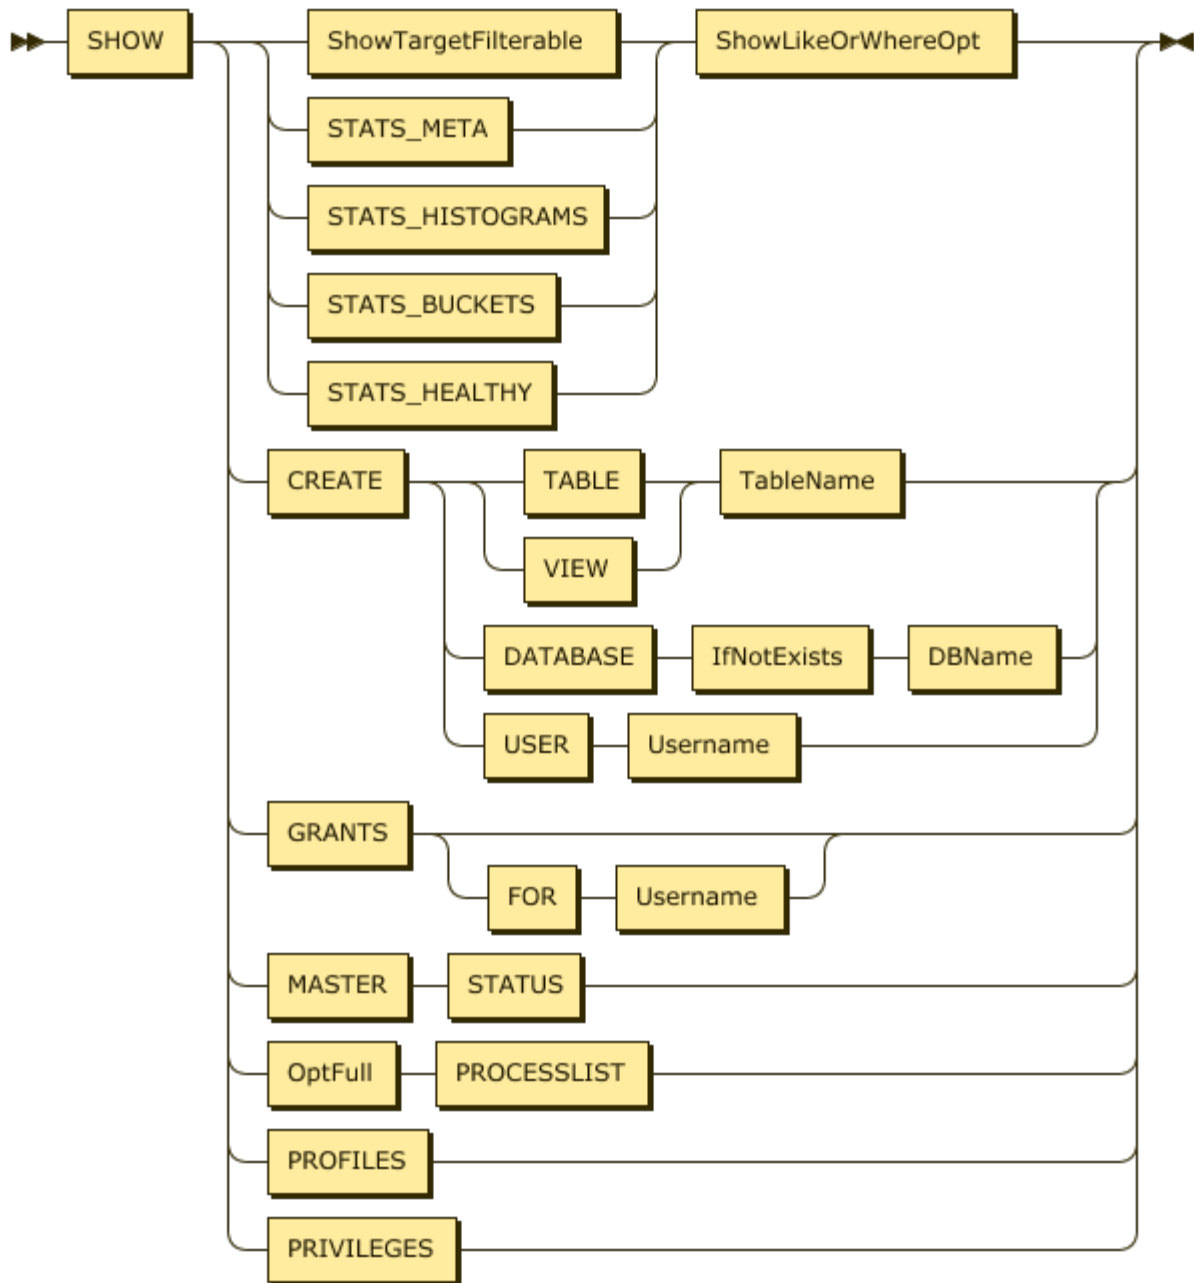 SHOW ShowTargetFilterable ShowLikeOrWhereOpt
STATS_META
STATS_HISTOGRAMS
STATS_BUCKETS
STATS_HEALTHY
CREATE TABLE TableName
VIEW
DATABASE IfNotExists DBName
USER Username
GRANTS
FOR Username
MASTER STATUS
OptFull PROCESSLIST
PROFILES
PRIVILEGES